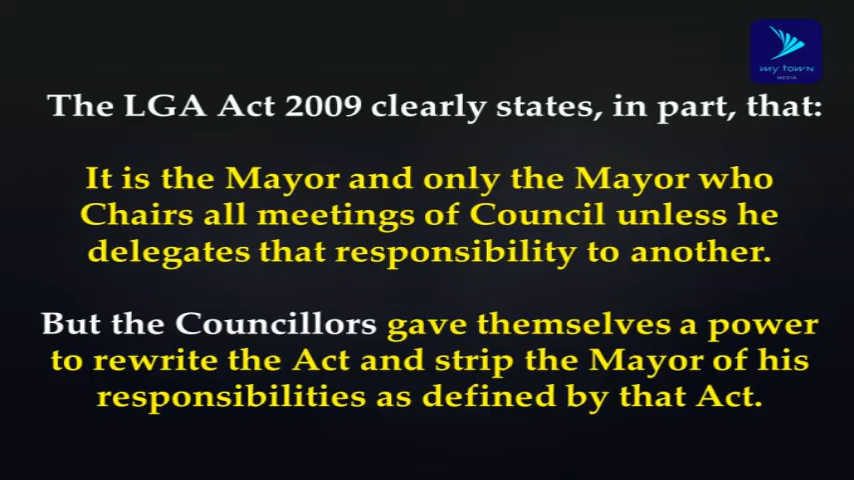 my town
MEDIA
The LGA Act 2009 clearly states, in part, that:
It is the Mayor and only the Mayor who
Chairs all meetings of Council unless he
delegates that responsibility to another.
But the Councillors gave themselves a power
to rewrite the Act and strip the Mayor of his
responsibilities as defined by that Act.